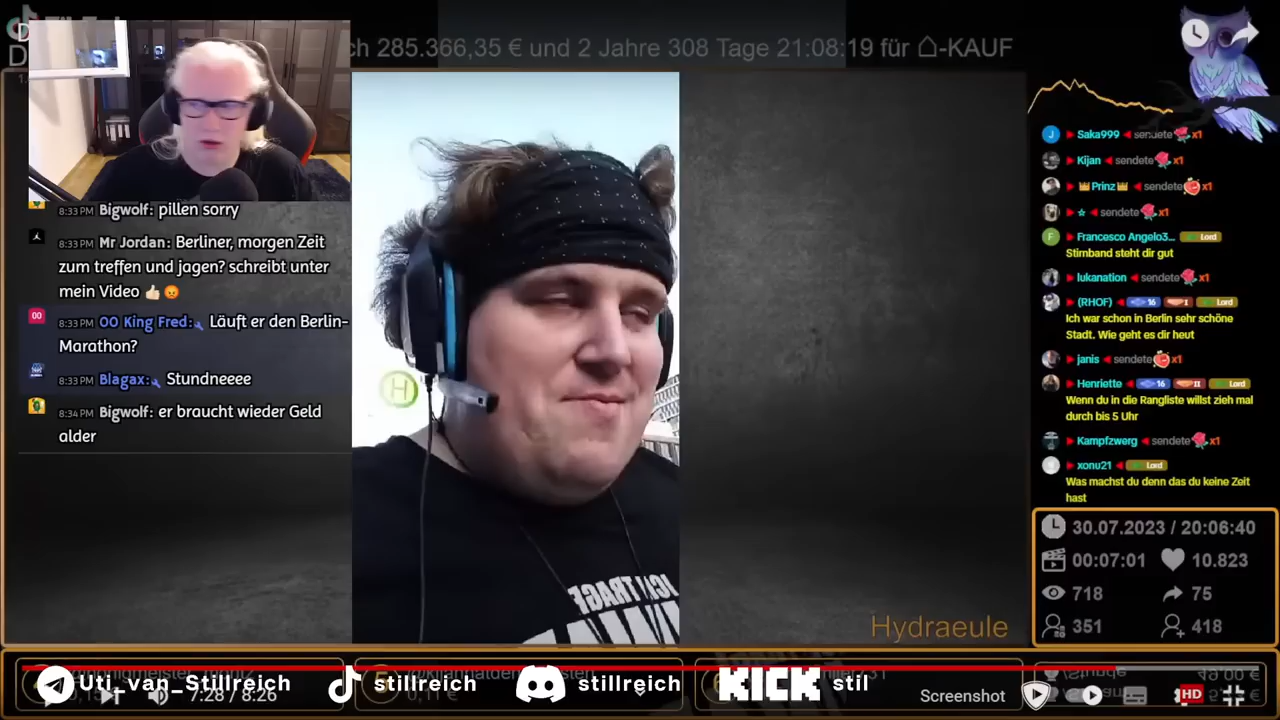 ch 285.366,35 € und 2 Jahre 308 Tage 21:08:19 für ⌂-KAUF
8:33 PM Bigwolf: pillen sorry
8:33 PM Mr Jordan: Berliner, morgen Zeit
zum treffen und jagen? schreibt unter
mein Video 👍🏻😡
OO
8:33 PM OO King Fred: Läuft er den Berlin-
Marathon?
8:33 PM Blagax: Stundneeee
8:34 PM Bigwolf: er braucht wieder Geld
alder
H
ICH TRAGE
Hydraeule
J Saka999 sendete x1
Kijan sendete x1
👑Prinz👑 sendete x1
☆ sendete x1
F Francesco Angelo3... Lord
Stirnband steht dir gut
lukanation sendete x1
(RHOF) 16 1 Lord
Ich war schon in Berlin sehr schöne
Stadt. Wie geht es dir heut
janis sendete x1
Henriette 16 11 Lord
Wenn du in die Rangliste willst zieh mal
durch bis 5 Uhr
Kampfzwerg sendete x1
xonu21 Lord
Was machst du denn das du keine Zeit
hast
30.07.2023 / 20:06:40
00:07:01 10.823
718 75
351 418
Uti_van_Stillreich stillreich stillreich KICK stil
7:28 / 8:26 Screenshot HD